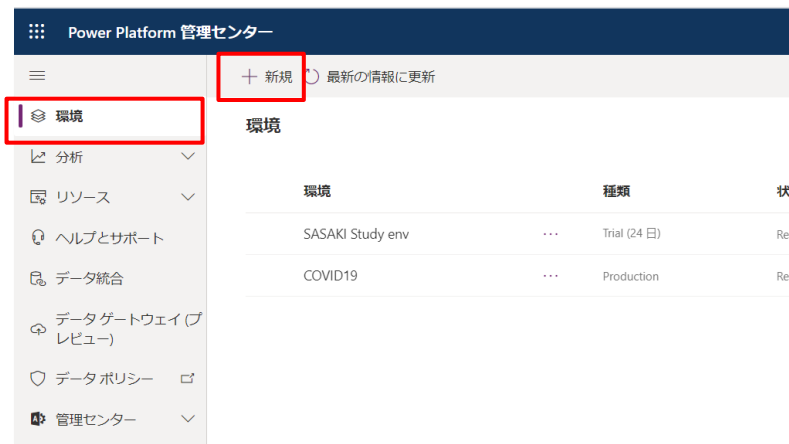 Power Platform 管理センター
新規 最新の情報に更新
環境
環境
分析
リソース
ヘルプとサポート
データ統合
データ ゲートウェイ (プ
レビュー)
データ ポリシー
管理センター
環境 種類 状
SASAKI Study env ... Trial (24 日) Re
COVID19 ... Production Re